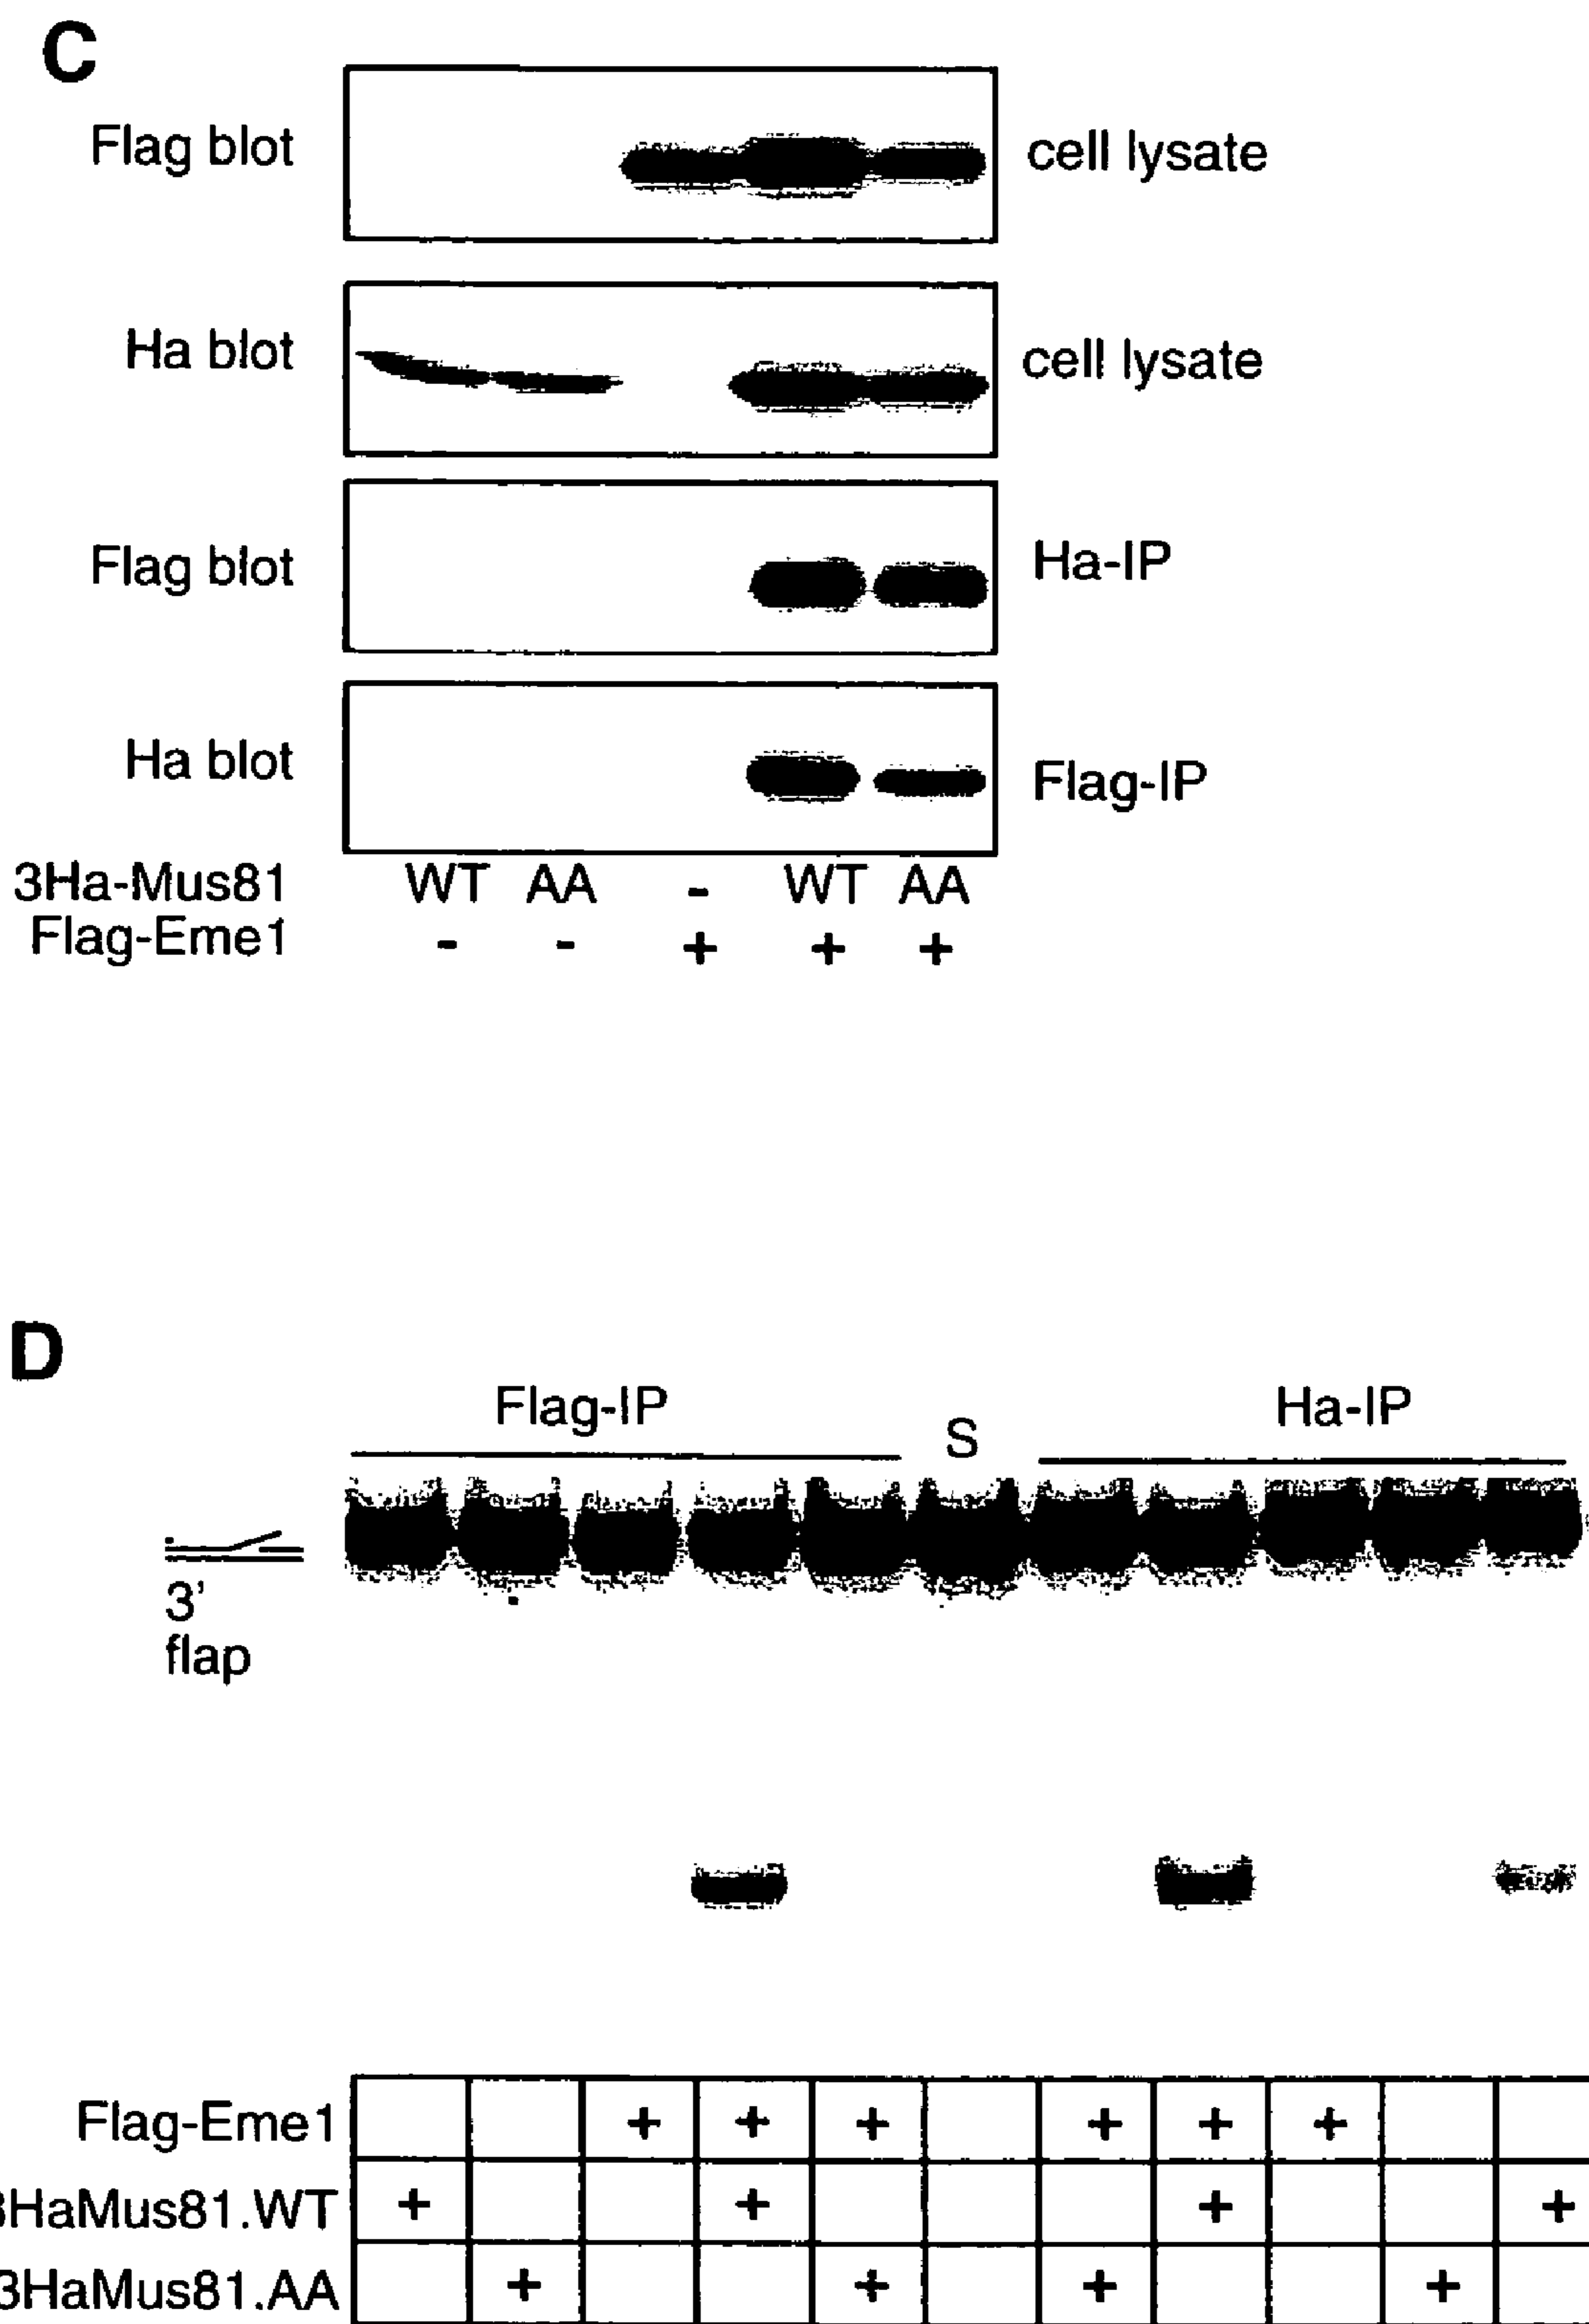 C
Flag blot cell lysate
Ha blot cell lysate
Flag blot Ha-IP
Ha blot Flag-IP
3Ha-Mus81 WT AA - WT AA
Flag-Eme1 - - + + +
D
Flag-IP S Ha-IP
3'
flap
Flag-Eme1 + + + + + +
3HaMus81.WT + + + +
3HaMus81.AA + + + +